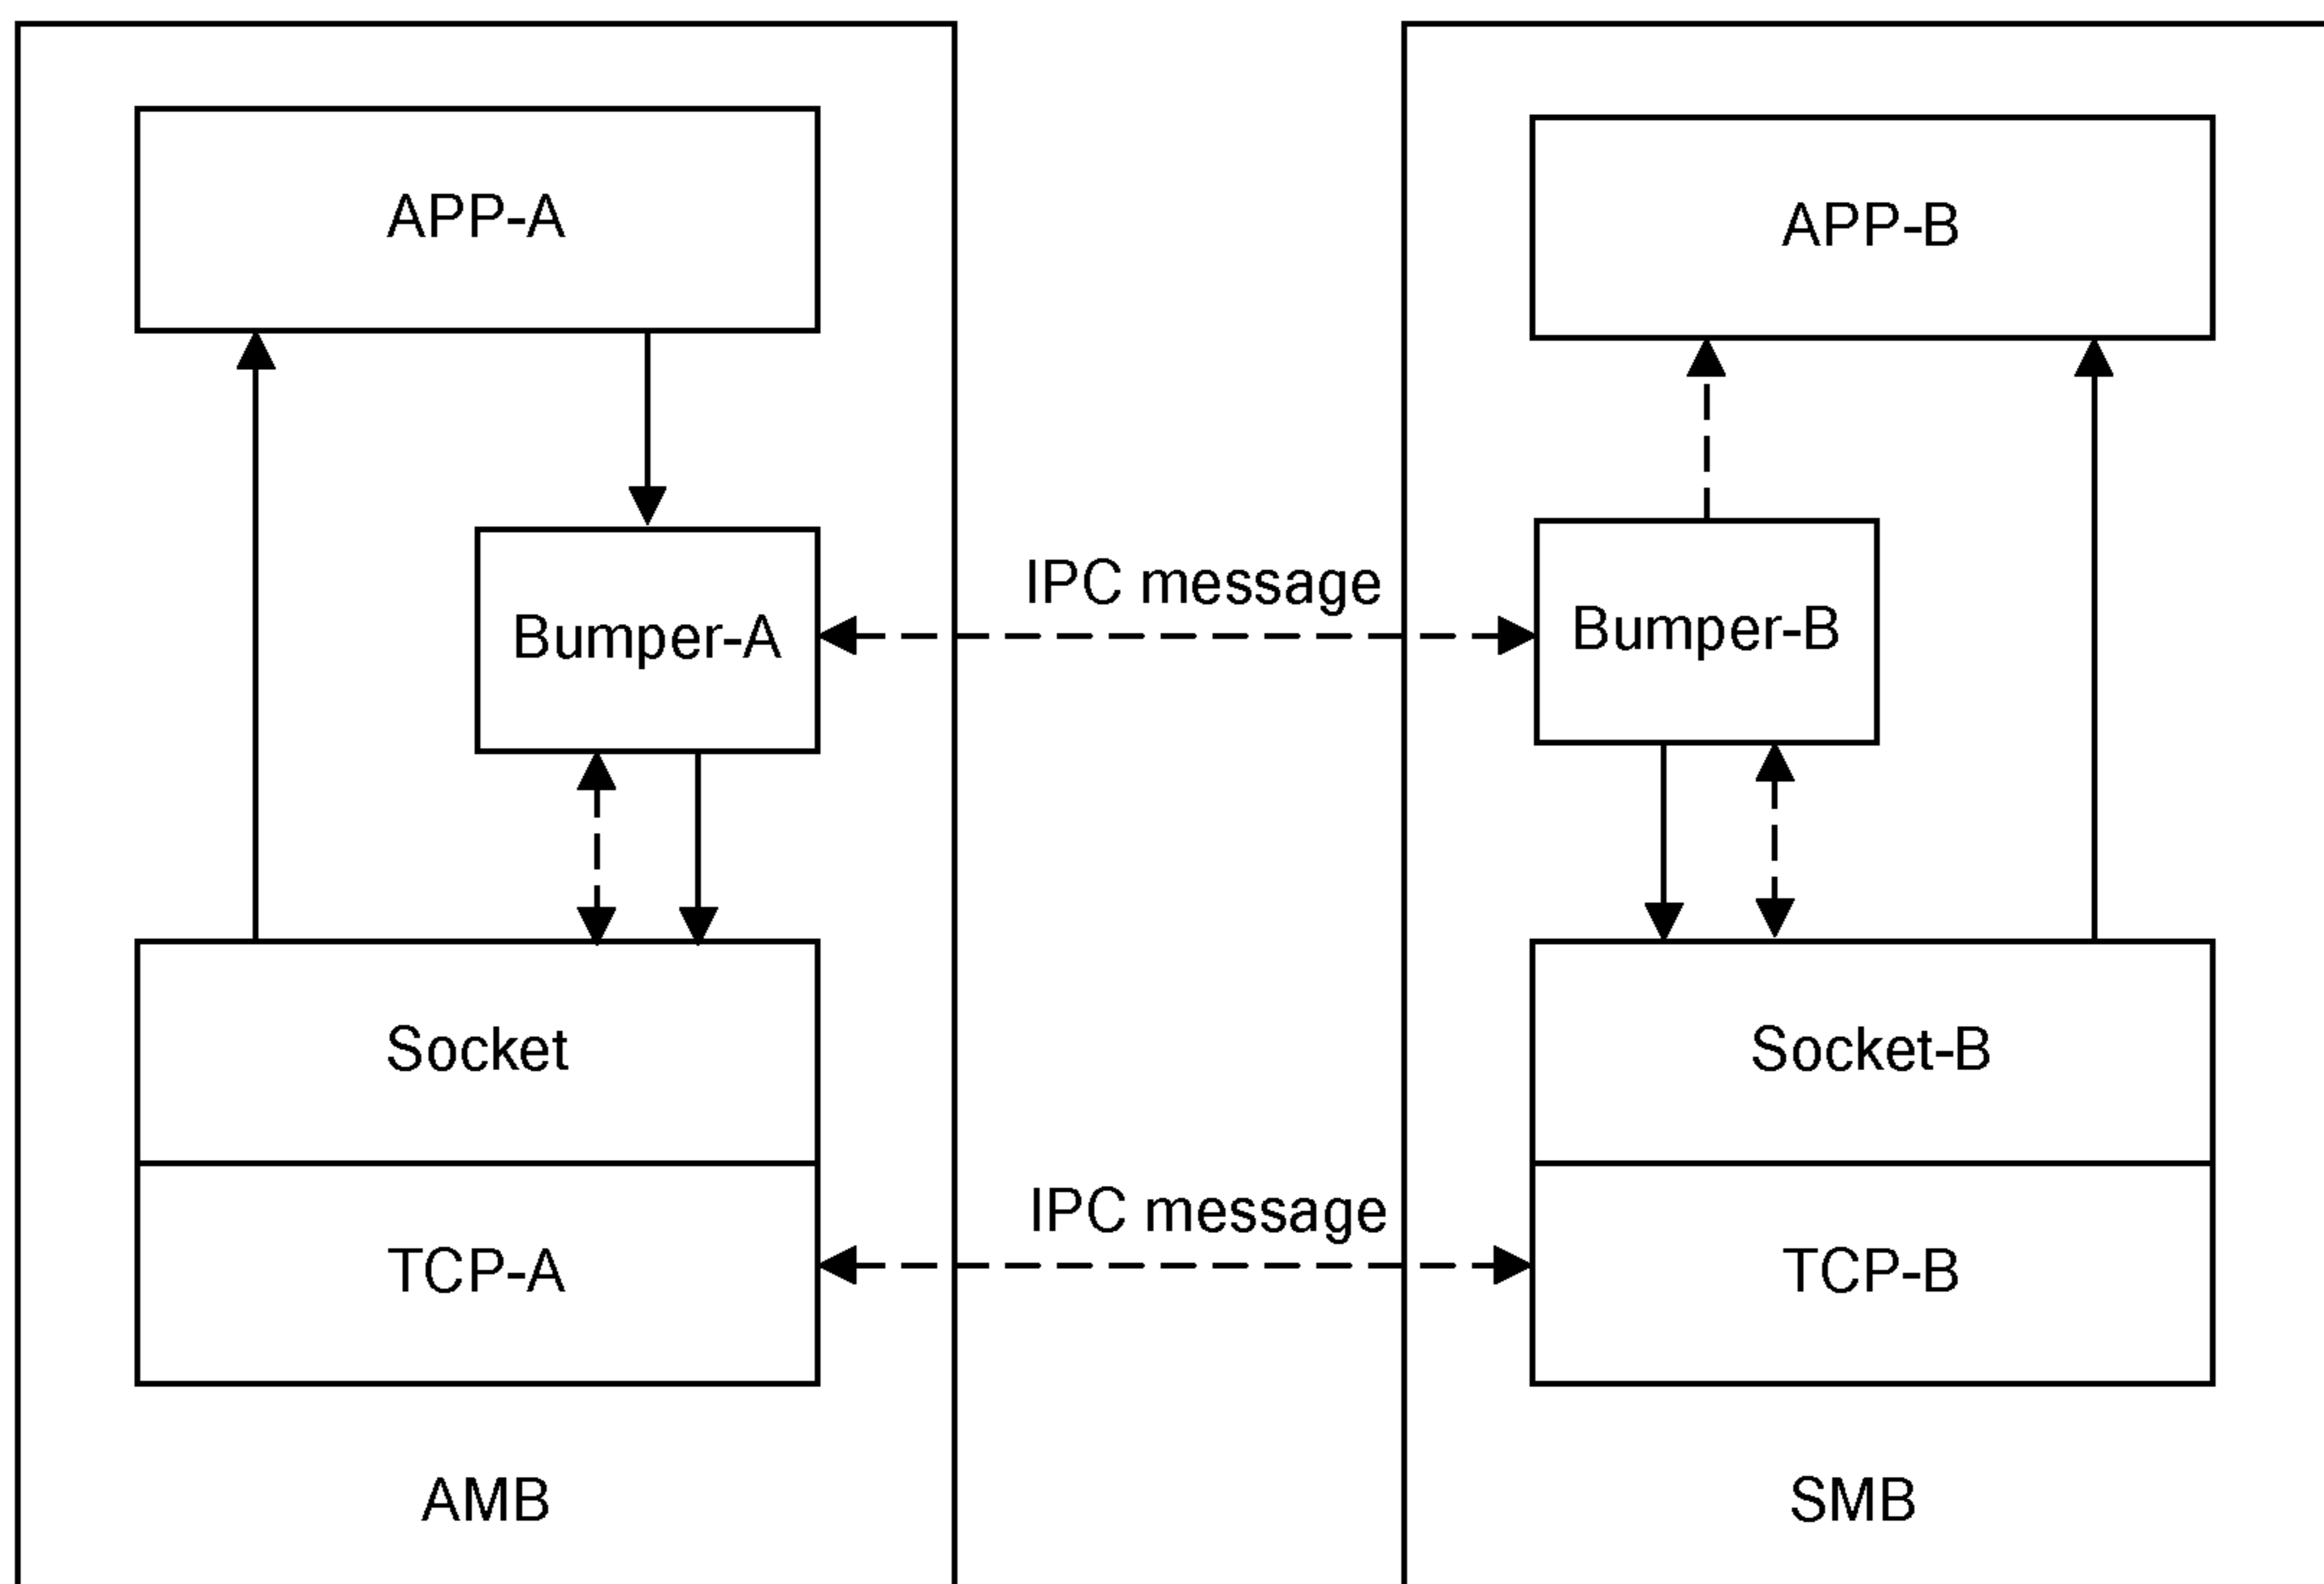 APP-A
APP-B
IPC message
Bumper-A
Bumper-B
Socket
Socket-B
IPC message
TCP-A
TCP-B
AMB
SMB